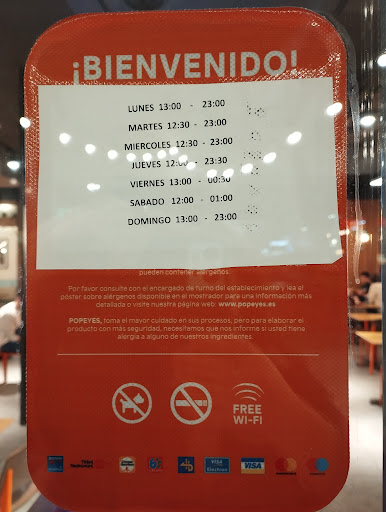 ¡BIENVENIDO!
LUNES 13:00 - 23:00
MARTES 12:30 - 23:00
MIERCOLES 12:30 - 23:00
JUEVES 12:00 - 23:30
VIERNES 13:00 - 00:30
SABADO 12:00 - 01:00
DOMINGO 13:00 - 23:00
pueden contener alérgenos.
Por favor consulte con el encargado de turno del establecimiento y lea el
póster sobre alérgenos disponible en el mostrador para una información más
detallada o visite nuestra página web: www.popeyes.es
POPEYES, toma el mayor cuidado en sus procesos, pero para elaborar el
producto con más seguridad, necesitamos que nos informe si usted tiene
alergia a alguno de nuestros ingredientes.
FREE
WI-FI
VISA
Electron
VISA